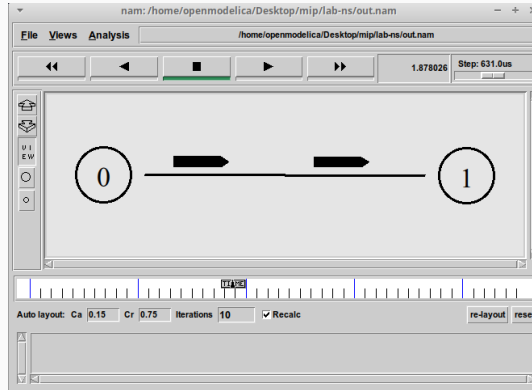 nam: /home/openmodelica/Desktop/mip/lab-ns/out.nam
File Views Analysis /home/openmodelica/Desktop/mip/lab-ns/out.nam
1.878026 Step: 631.0us
V I
E W
0 1
TIME
Auto layout: Ca 0.15 Cr 0.75 Iterations 10 Recalc re-layout rese